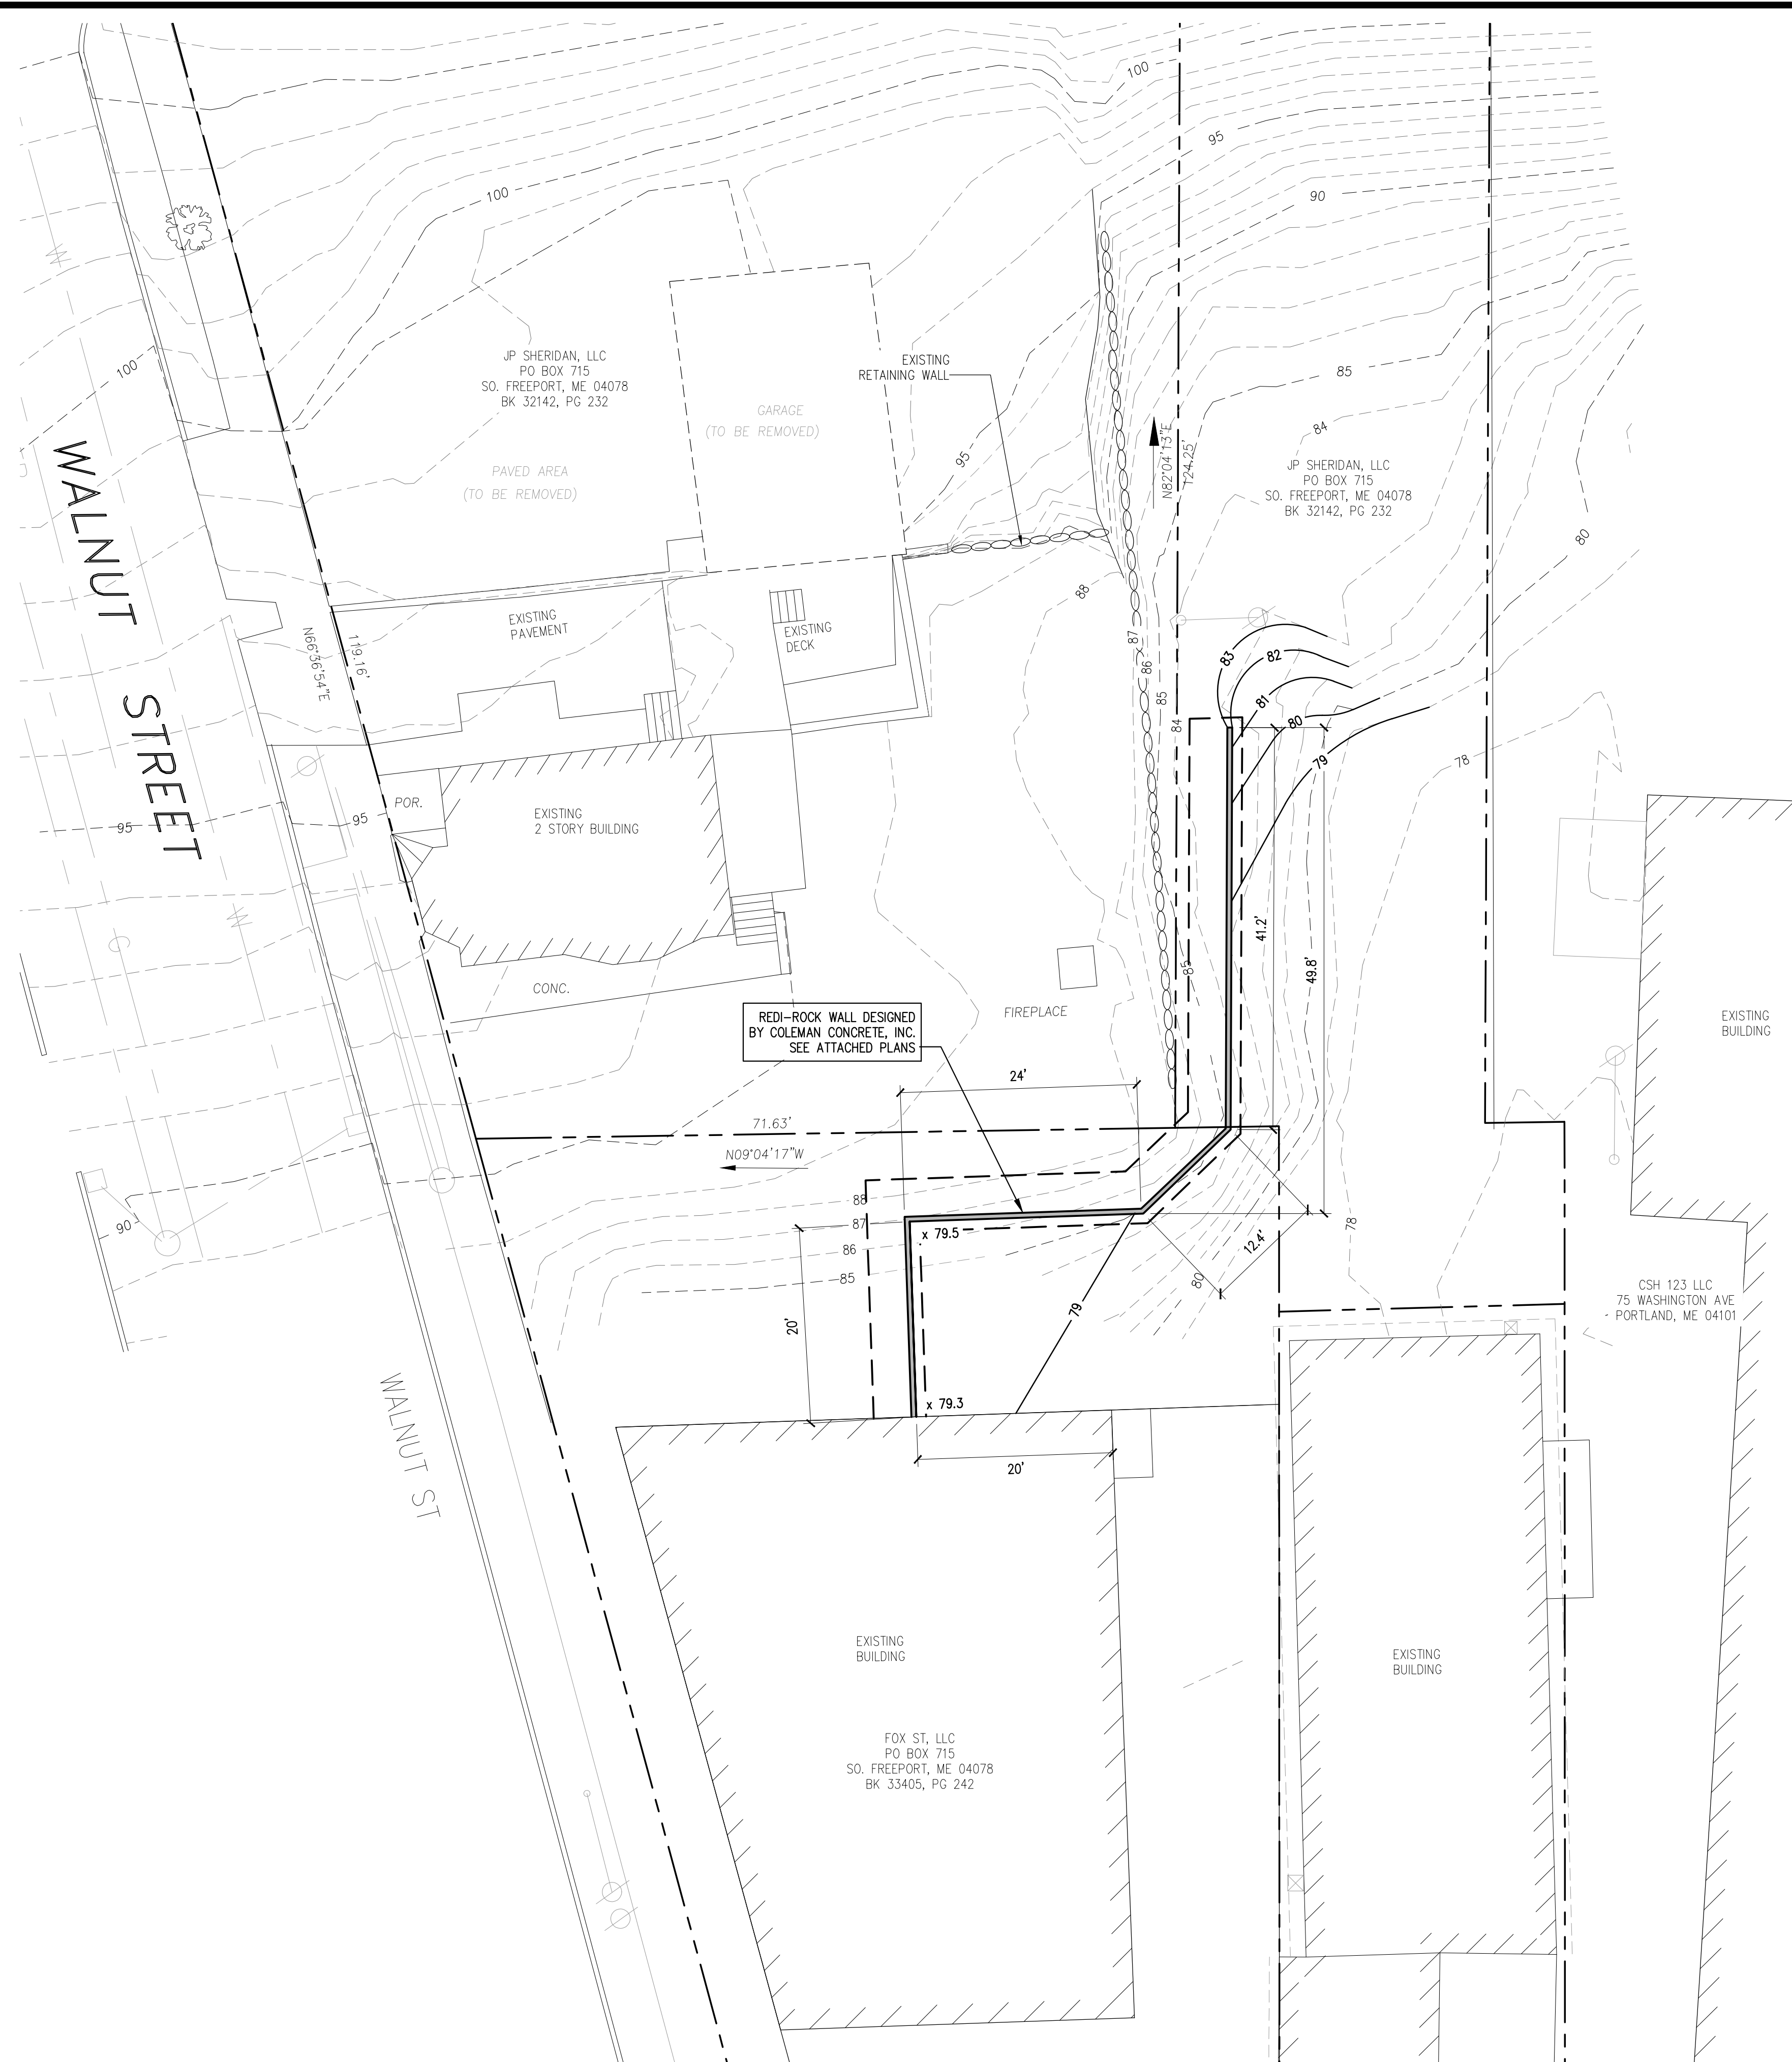 100
95
100
90
100
JP SHERIDAN, LLC
PO BOX 715
SO. FREEPORT, ME 04078
BK 32142, PG 232
EXISTING
RETAINING WALL
85
GARAGE
(TO BE REMOVED)
84
N82°04'13"E
124.25'
95
PAVED AREA
(TO BE REMOVED)
JP SHERIDAN, LLC
PO BOX 715
SO. FREEPORT, ME 04078
BK 32142, PG 232
80
WALNUT STREET
88
EXISTING
PAVEMENT
EXISTING
DECK
87
86
85
84
83
82
81
80
79
78
N66°36'54"E
119.16'
POR.
EXISTING
2 STORY BUILDING
95
95
41.2'
49.8'
85
CONC.
FIREPLACE
EXISTING
BUILDING
REDI-ROCK WALL DESIGNED
BY COLEMAN CONCRETE, INC.
SEE ATTACHED PLANS
24'
71.63'
N09°04'17"W
88
87
86
85
x 79.5
90
12.4'
80
78
79
20'
CSH 123 LLC
75 WASHINGTON AVE
PORTLAND, ME 04101
x 79.3
20'
WALNUT ST
EXISTING
BUILDING
EXISTING
BUILDING
FOX ST, LLC
PO BOX 715
SO. FREEPORT, ME 04078
BK 33405, PG 242